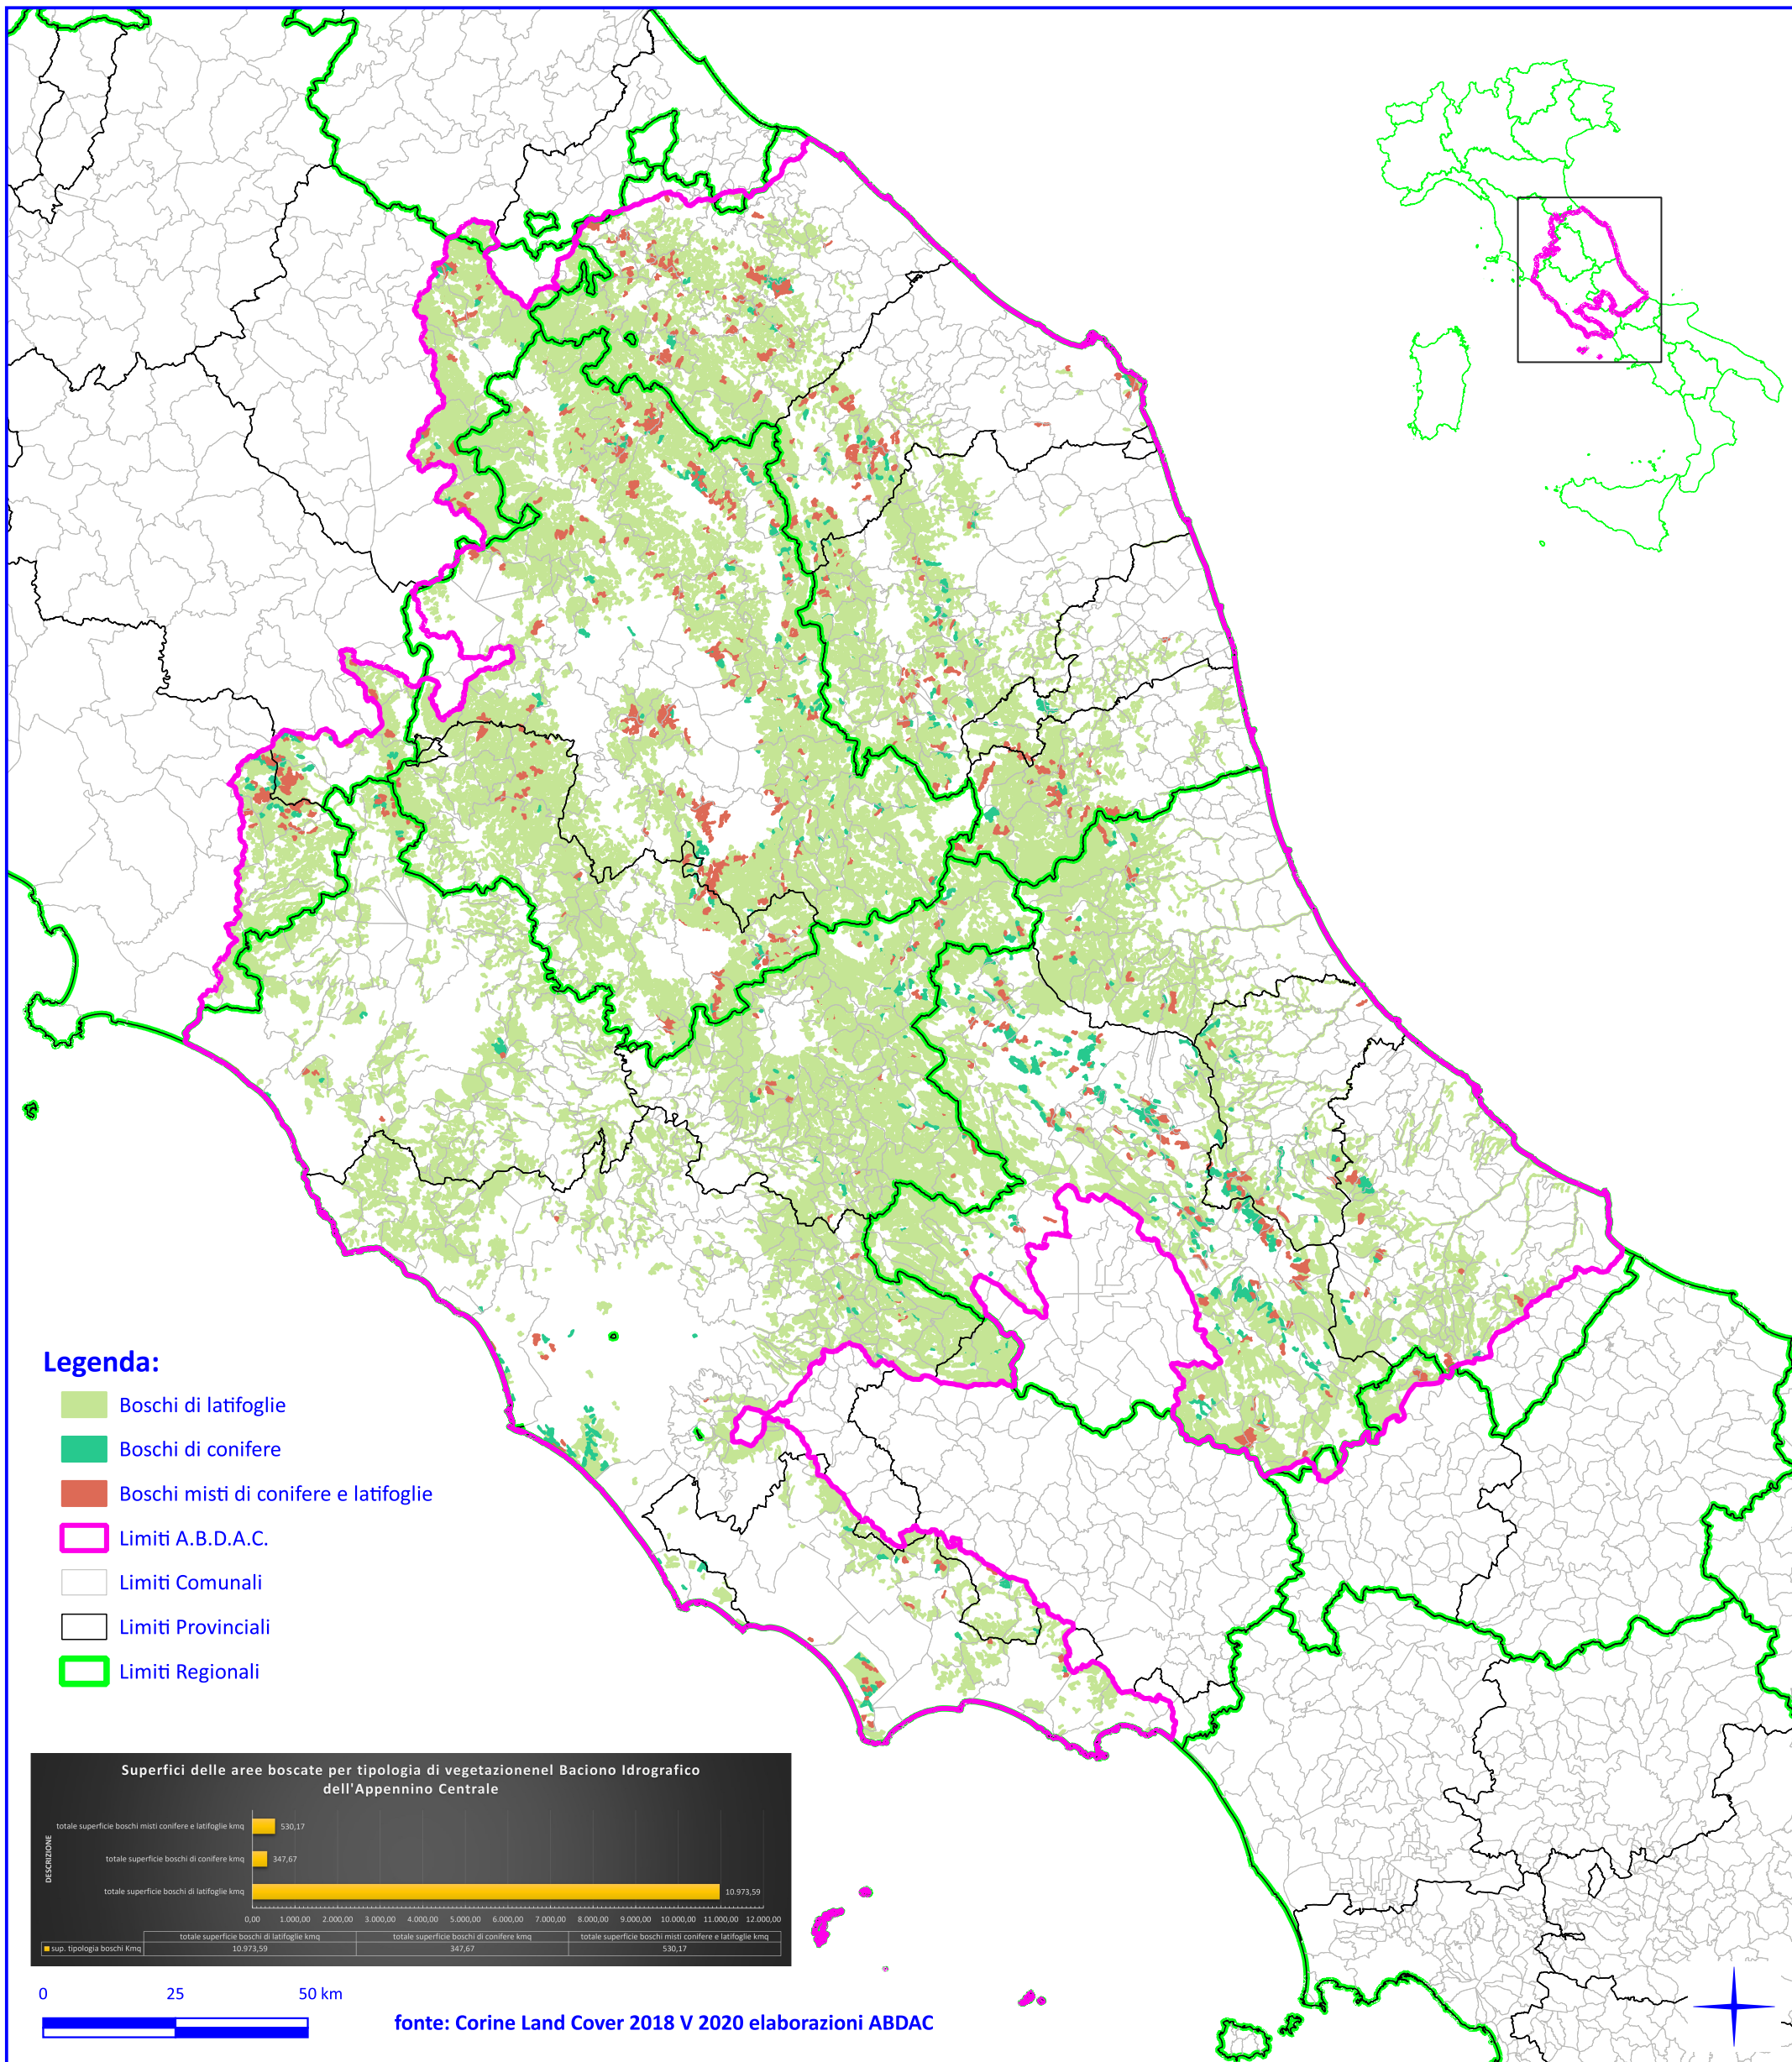 Legenda:
Boschi di latifoglie
Boschi di conifere
Boschi misti di conifere e latifoglie
Limiti A.B.D.A.C.
Limiti Comunali
Limiti Provinciali
Limiti Regionali
Superfici delle aree boscate per tipologia di vegetazionenel Baciono Idrografico
dell'Appennino Centrale
DESCRIZIONE
totale superficie boschi misti conifere e latifoglie kmq 530,17
totale superficie boschi di conifere kmq 347,67
totale superficie boschi di latifoglie kmq 10.973,59
0,00 1.000,00 2.000,00 3.000,00 4.000,00 5.000,00 6.000,00 7.000,00 8.000,00 9.000,00 10.000,00 11.000,00 12.000,00
totale superficie boschi di latifoglie kmq totale superficie boschi di conifere kmq totale superficie boschi misti conifere e latifoglie kmq
sup. tipologia boschi Kmq 10.973,59 347,67 530,17
0 25 50 km
fonte: Corine Land Cover 2018 V 2020 elaborazioni ABDAC